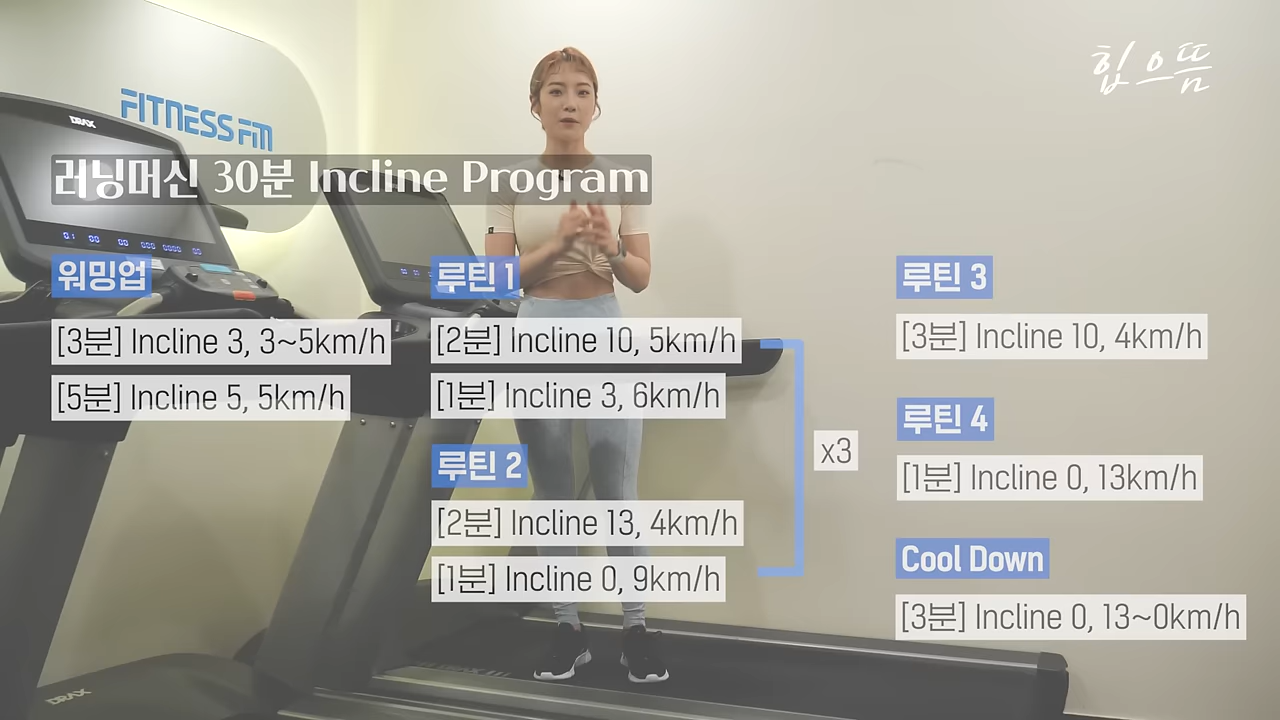 힙으뜸
FITNESS FM
DRAX
러닝머신 30분 Incline Program
워밍업
[3분] Incline 3, 3~5km/h
[5분] Incline 5, 5km/h
루틴 1
[2분] Incline 10, 5km/h
[1분] Incline 3, 6km/h
루틴 2
[2분] Incline 13, 4km/h
[1분] Incline 0, 9km/h
x3
루틴 3
[3분] Incline 10, 4km/h
루틴 4
[1분] Incline 0, 13km/h
Cool Down
[3분] Incline 0, 13~0km/h
DRAX